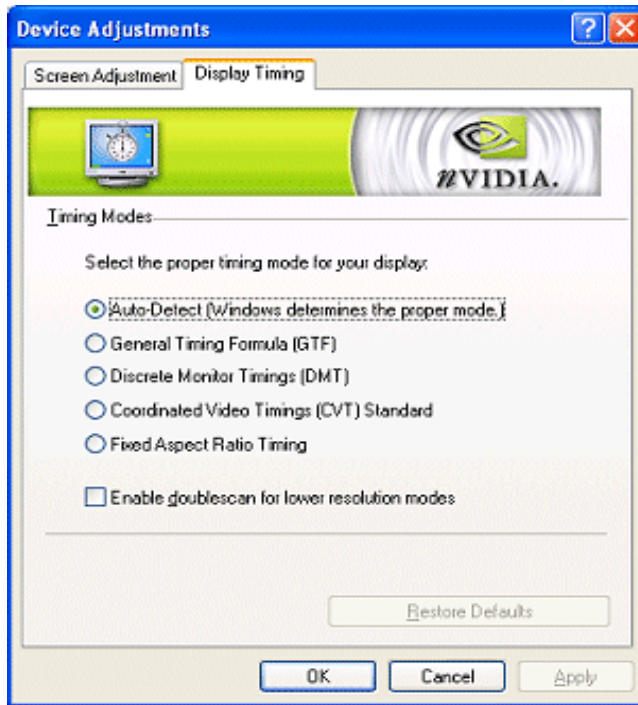 Device Adjustments
Screen Adjustment
Display Timing
nVIDIA.
Timing Modes
Select the proper timing mode for your display:
Auto-Detect (Windows determines the proper mode.)
General Timing Formula (GTF)
Discrete Monitor Timings (DMT)
Coordinated Video Timings (CVT) Standard
Fixed Aspect Ratio Timing
Enable doublescan for lower resolution modes
Restore Defaults
OK
Cancel
Apply